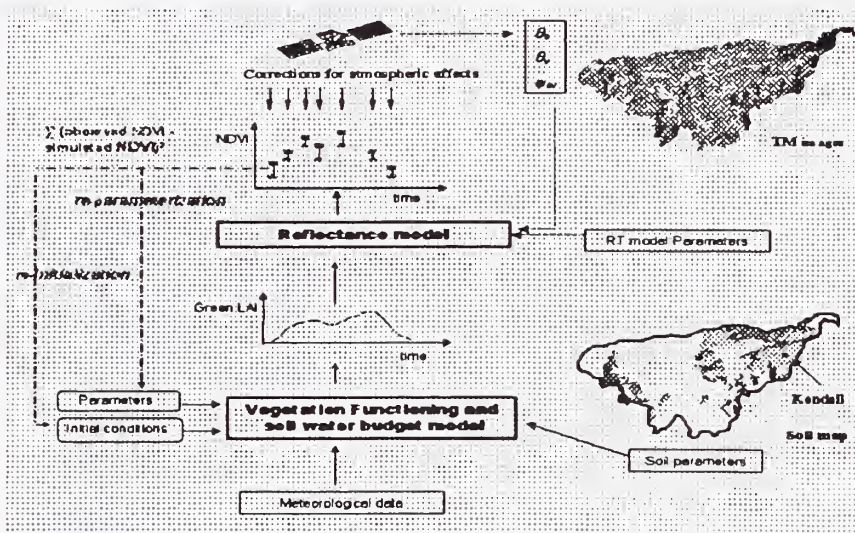 θs
θv
Corrections for atmospheric effects
Σ (observed NDVI -
simulated NDVI)²
NDVI
time
TM images
re-parameterization
Reflectance model
RT model Parameters
re-initialization
Green LAI
time
Parameters
Initial conditions
Vegetation Functioning and
soil water budget model
Kendall
Soil map
Soil parameters
Meteorological data